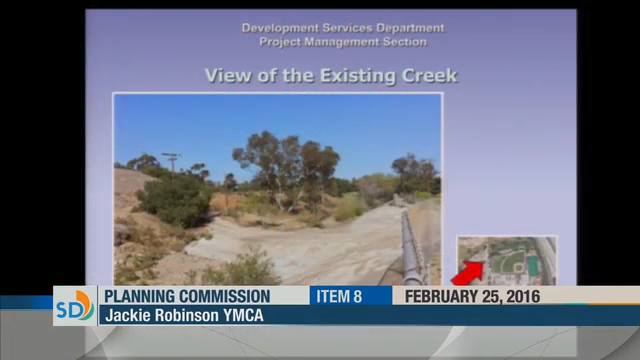 Development Services Department
Project Management Section
View of the Existing Creek
SD
PLANNING COMMISSION
ITEM 8
FEBRUARY 25, 2016
Jackie Robinson YMCA